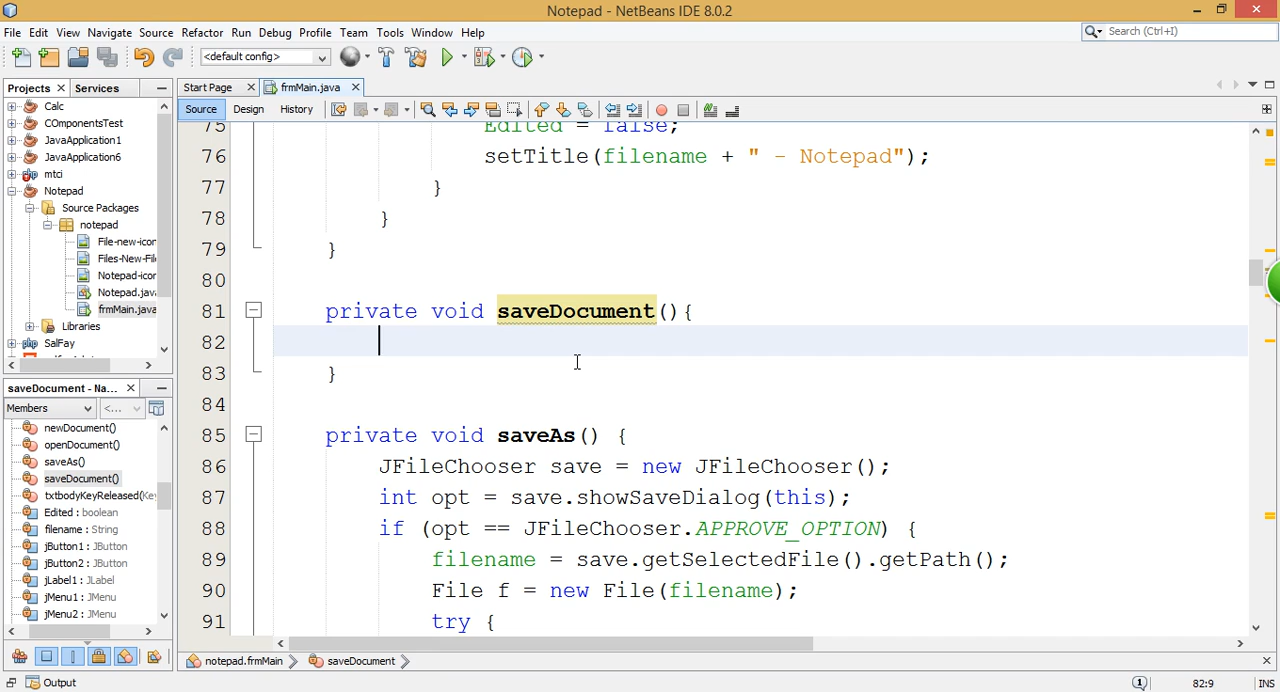 Notepad - NetBeans IDE 8.0.2
File Edit View Navigate Source Refactor Run Debug Profile Team Tools Window Help
Search (Ctrl+I)
<default config>
Projects Services
Start Page frmMain.java
Source Design History
Calc
COmponentsTest
JavaApplication1
JavaApplication6
mtci
Notepad
Source Packages
notepad
File-new-icon
Files-New-File
Notepad-icon
Notepad.java
frmMain.java
Libraries
SalFay
saveDocument - Na...
Members <...
newDocument()
openDocument()
saveAs()
saveDocument()
txtbodyKeyReleased(Key
Edited : boolean
filename : String
jButton1 : JButton
jButton2 : JButton
jLabel1 : JLabel
jMenu1 : JMenu
jMenu2 : JMenu
75 Edited = false;
76 setTitle(filename + " - Notepad");
77 }
78 }
79 }
80
81 private void saveDocument(){
82
83 }
84
85 private void saveAs() {
86 JFileChooser save = new JFileChooser();
87 int opt = save.showSaveDialog(this);
88 if (opt == JFileChooser.APPROVE_OPTION) {
89 filename = save.getSelectedFile().getPath();
90 File f = new File(filename);
91 try {
notepad.frmMain saveDocument
Output
1 82:9 INS